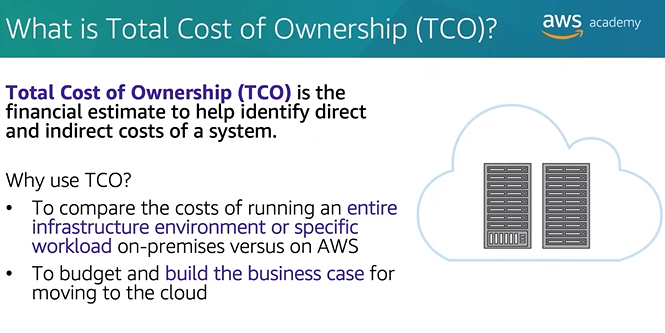 What is Total Cost of Ownership (TCO)?
aws academy
Total Cost of Ownership (TCO) is the
financial estimate to help identify direct
and indirect costs of a system.
Why use TCO?
• To compare the costs of running an entire
infrastructure environment or specific
workload on-premises versus on AWS
• To budget and build the business case for
moving to the cloud